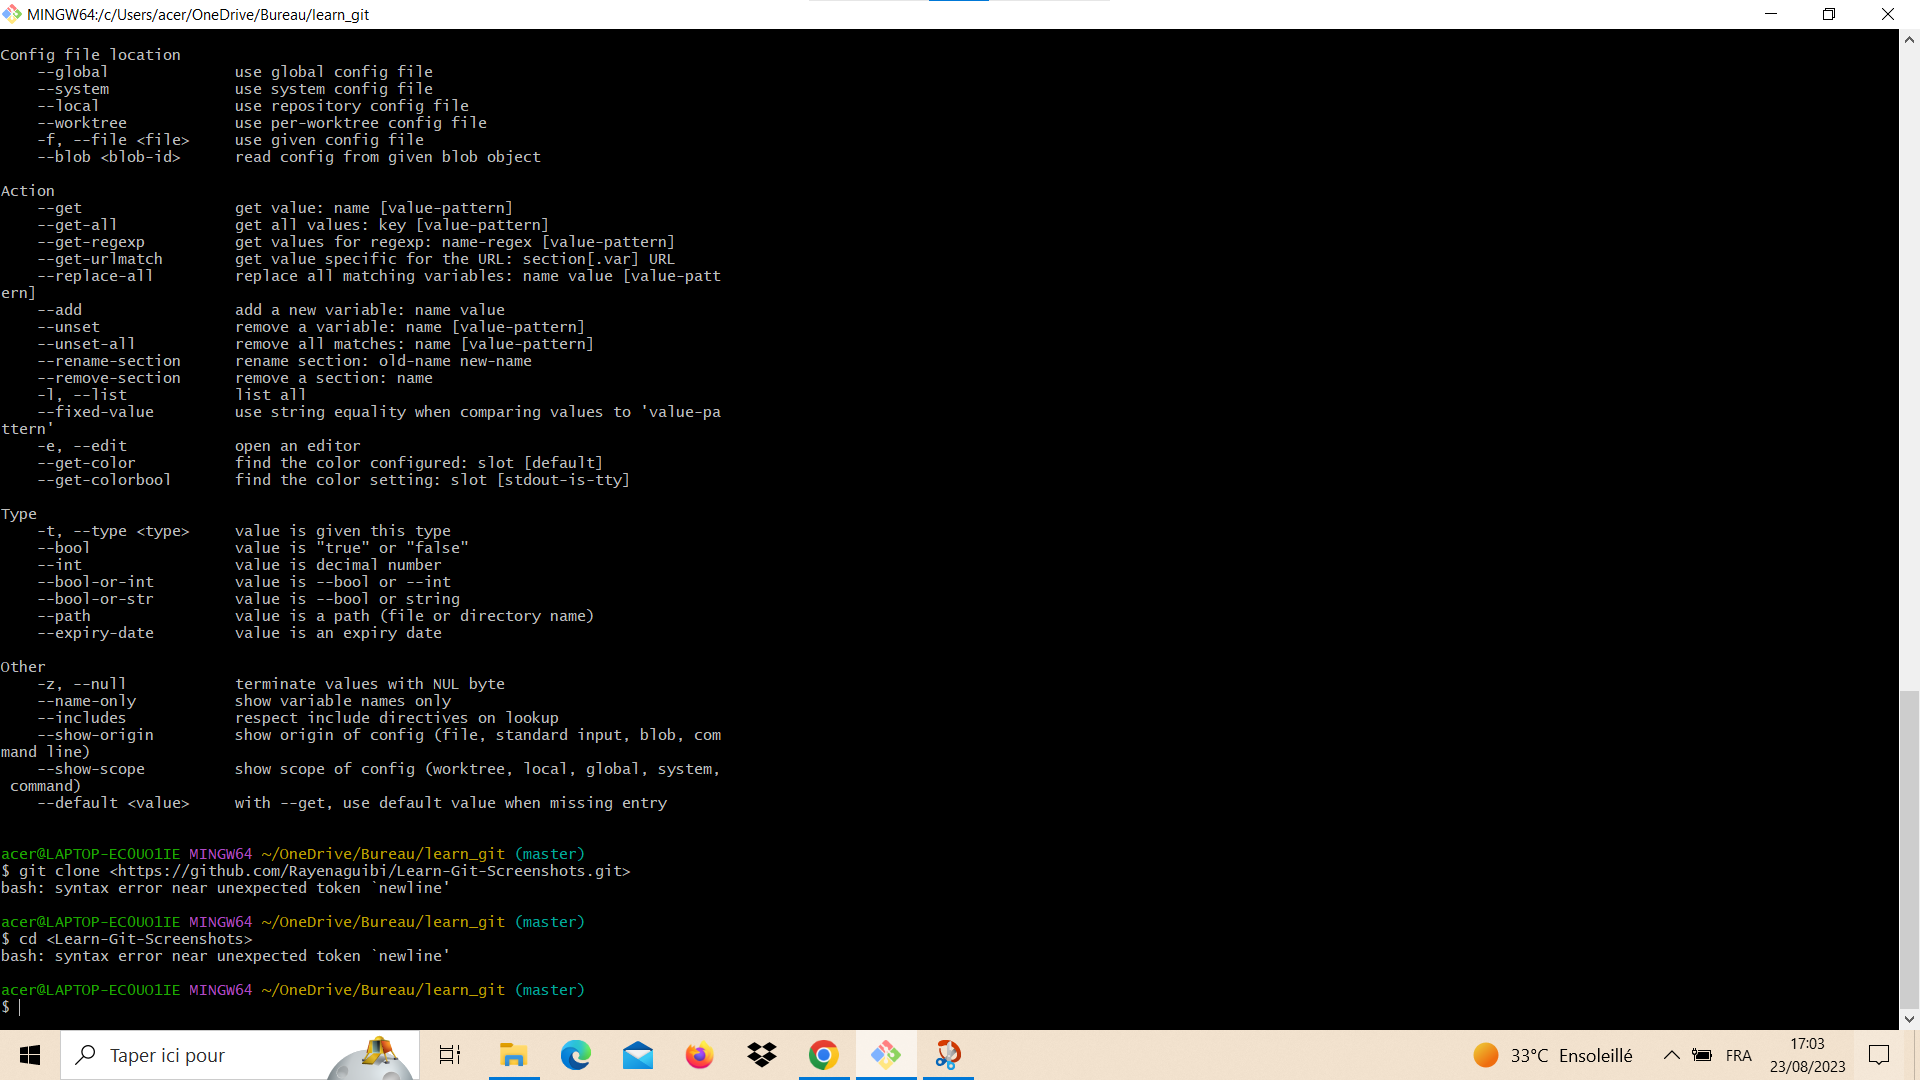 MINGW64:/c/Users/acer/OneDrive/Bureau/learn_git
Config file location
    --global              use global config file
    --system              use system config file
    --local               use repository config file
    --worktree            use per-worktree config file
    -f, --file <file>     use given config file
    --blob <blob-id>      read config from given blob object
Action
    --get                 get value: name [value-pattern]
    --get-all             get all values: key [value-pattern]
    --get-regexp          get values for regexp: name-regex [value-pattern]
    --get-urlmatch        get value specific for the URL: section[.var] URL
    --replace-all         replace all matching variables: name value [value-patt
ern]
    --add                 add a new variable: name value
    --unset               remove a variable: name [value-pattern]
    --unset-all           remove all matches: name [value-pattern]
    --rename-section      rename section: old-name new-name
    --remove-section      remove a section: name
    -l, --list            list all
    --fixed-value         use string equality when comparing values to 'value-pa
ttern'
    -e, --edit            open an editor
    --get-color           find the color configured: slot [default]
    --get-colorbool       find the color setting: slot [stdout-is-tty]
Type
    -t, --type <type>     value is given this type
    --bool                value is "true" or "false"
    --int                 value is decimal number
    --bool-or-int         value is --bool or --int
    --bool-or-str         value is --bool or string
    --path                value is a path (file or directory name)
    --expiry-date         value is an expiry date
Other
    -z, --null            terminate values with NUL byte
    --name-only           show variable names only
    --includes            respect include directives on lookup
    --show-origin         show origin of config (file, standard input, blob, com
mand line)
    --show-scope          show scope of config (worktree, local, global, system,
 command)
    --default <value>     with --get, use default value when missing entry
acer@LAPTOP-EC0UO1IE MINGW64 ~/OneDrive/Bureau/learn_git (master)
$ git clone <https://github.com/Rayenaguibi/Learn-Git-Screenshots.git>
bash: syntax error near unexpected token `newline'
acer@LAPTOP-EC0UO1IE MINGW64 ~/OneDrive/Bureau/learn_git (master)
$ cd <Learn-Git-Screenshots>
bash: syntax error near unexpected token `newline'
acer@LAPTOP-EC0UO1IE MINGW64 ~/OneDrive/Bureau/learn_git (master)
$
Taper ici pour
33°C Ensoleillé
FRA
17:03
23/08/2023